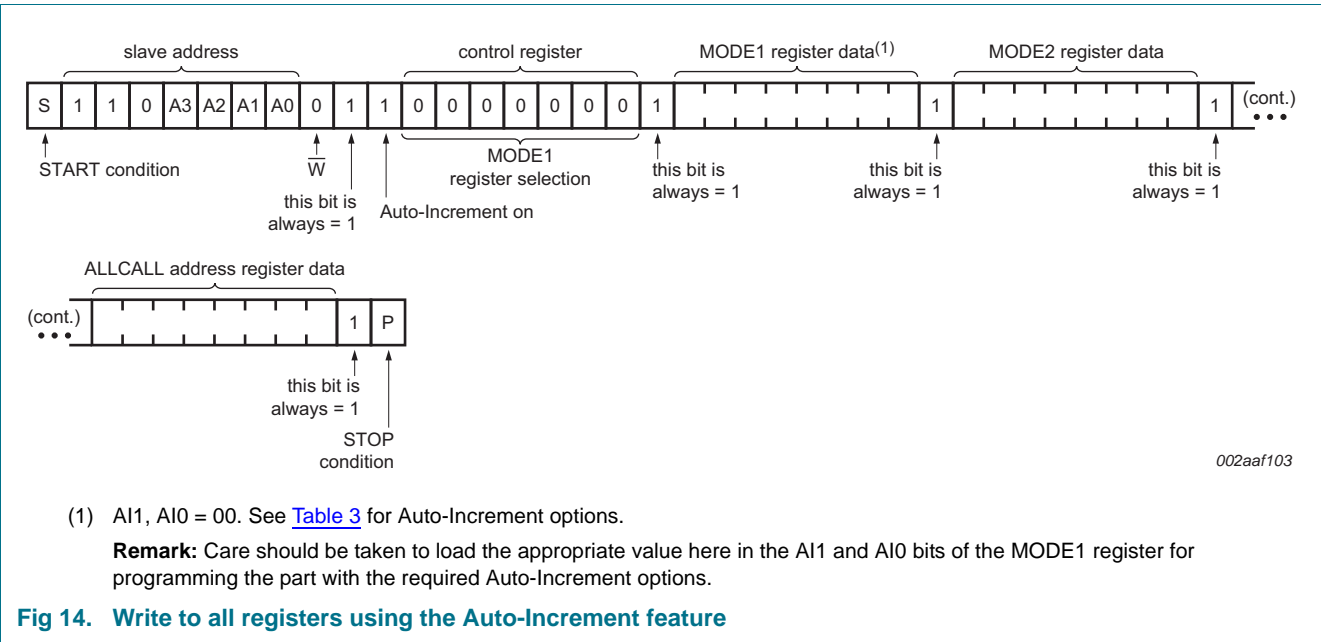 slave address control register MODE1 register data(1) MODE2 register data
S 1 1 0 A3 A2 A1 A0 0 1 1 0 0 0 0 0 0 0 1 1 1 (cont.)
START condition W MODE1 register selection this bit is always = 1 this bit is always = 1 this bit is always = 1
this bit is always = 1 Auto-Increment on
ALLCALL address register data
(cont.) 1 P
this bit is
always = 1
STOP
condition
002aaf103
(1) AI1, AI0 = 00. See Table 3 for Auto-Increment options.
Remark: Care should be taken to load the appropriate value here in the AI1 and AI0 bits of the MODE1 register for
programming the part with the required Auto-Increment options.
Fig 14. Write to all registers using the Auto-Increment feature